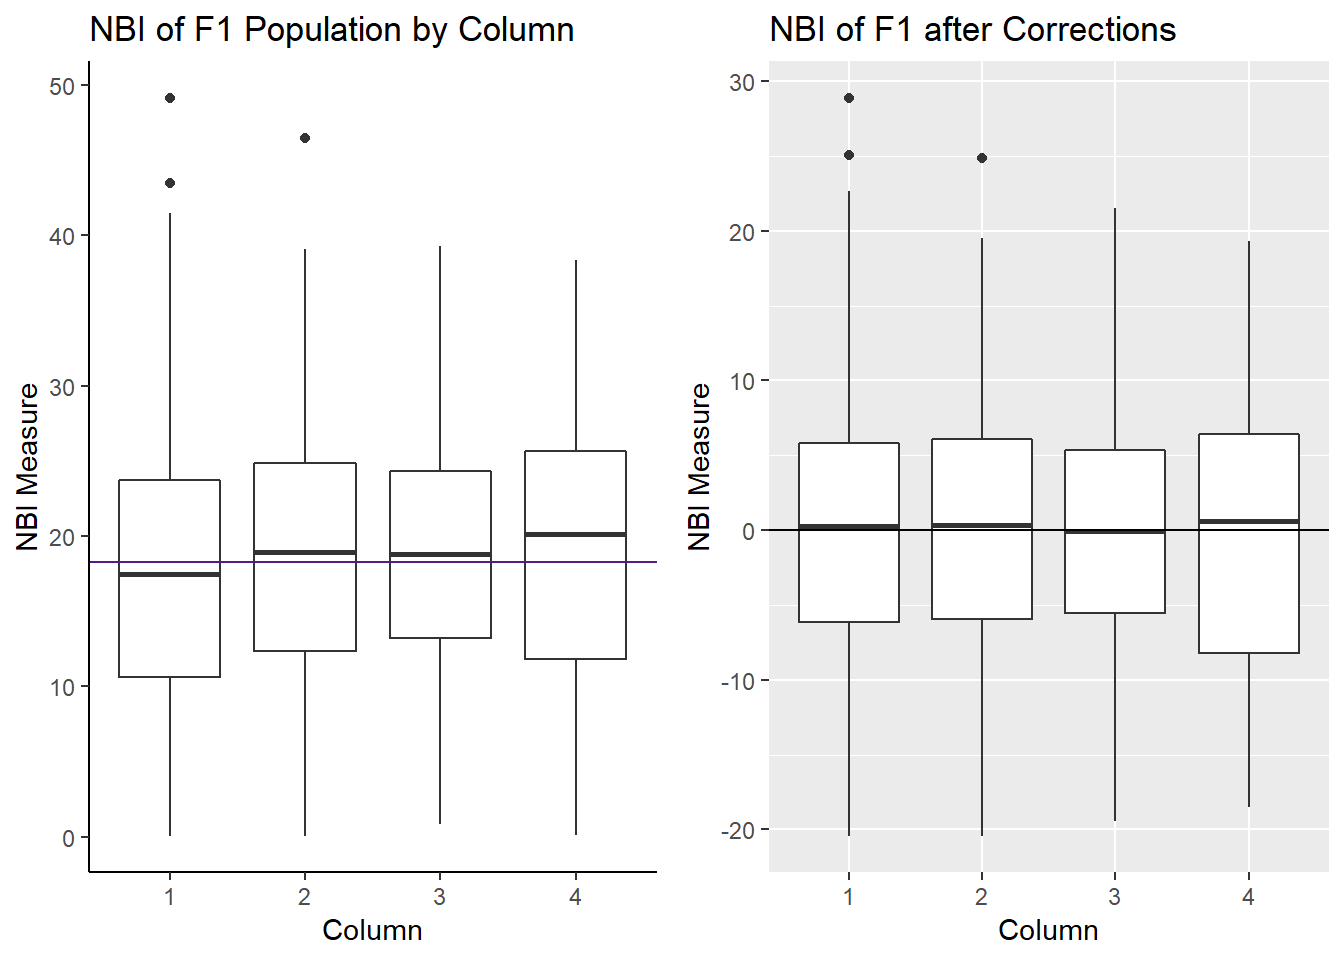 NBI of F1 Population by Column
50
40
30
20
10
0
NBI Measure
1 2 3 4
Column
NBI of F1 after Corrections
30
20
10
0
-10
-20
NBI Measure
1 2 3 4
Column